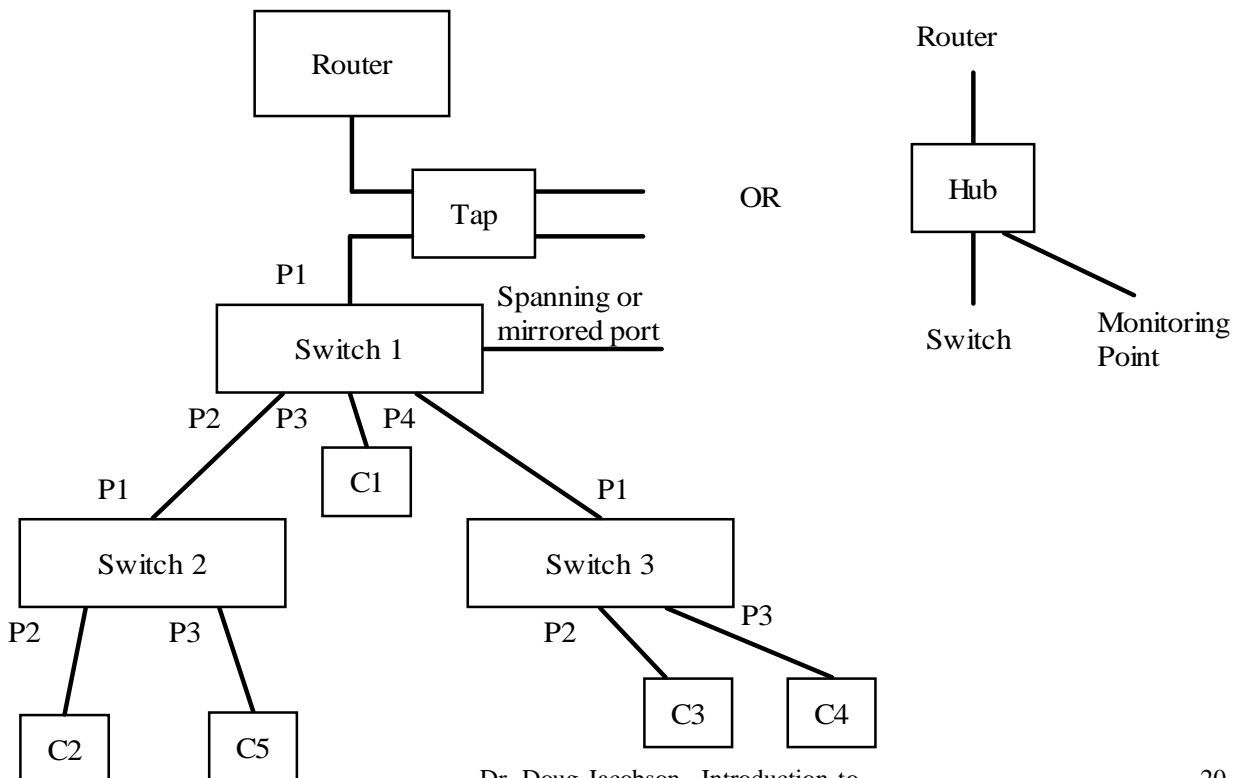 Router
Router
Hub
OR
Tap
P1
Spanning or
mirrored port
Monitoring
Point
Switch
Switch 1
P2
P3
P4
C1
P1
P1
Switch 2
Switch 3
P2
P3
P2
P3
C2
C5
C3
C4
Dr. Doug Jacobson - Introduction to
20